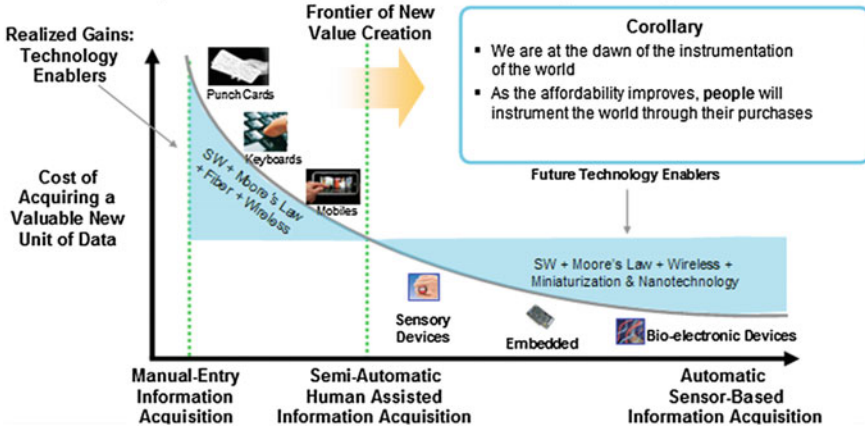 Realized Gains:
Technology
Enablers
Frontier of New
Value Creation
Corollary
We are at the dawn of the instrumentation
of the world
As the affordability improves, people will
instrument the world through their purchases
Punch Cards
Keyboards
Mobiles
SW + Moore's Law
+ Fiber + Wireless
Cost of
Acquiring a
Valuable New
Unit of Data
Future Technology Enablers
SW + Moore's Law + Wireless +
Miniaturization & Nanotechnology
Sensory
Devices
Embedded
Bio-electronic Devices
Manual-Entry
Information
Acquisition
Semi-Automatic
Human Assisted
Information Acquisition
Automatic
Sensor-Based
Information Acquisition